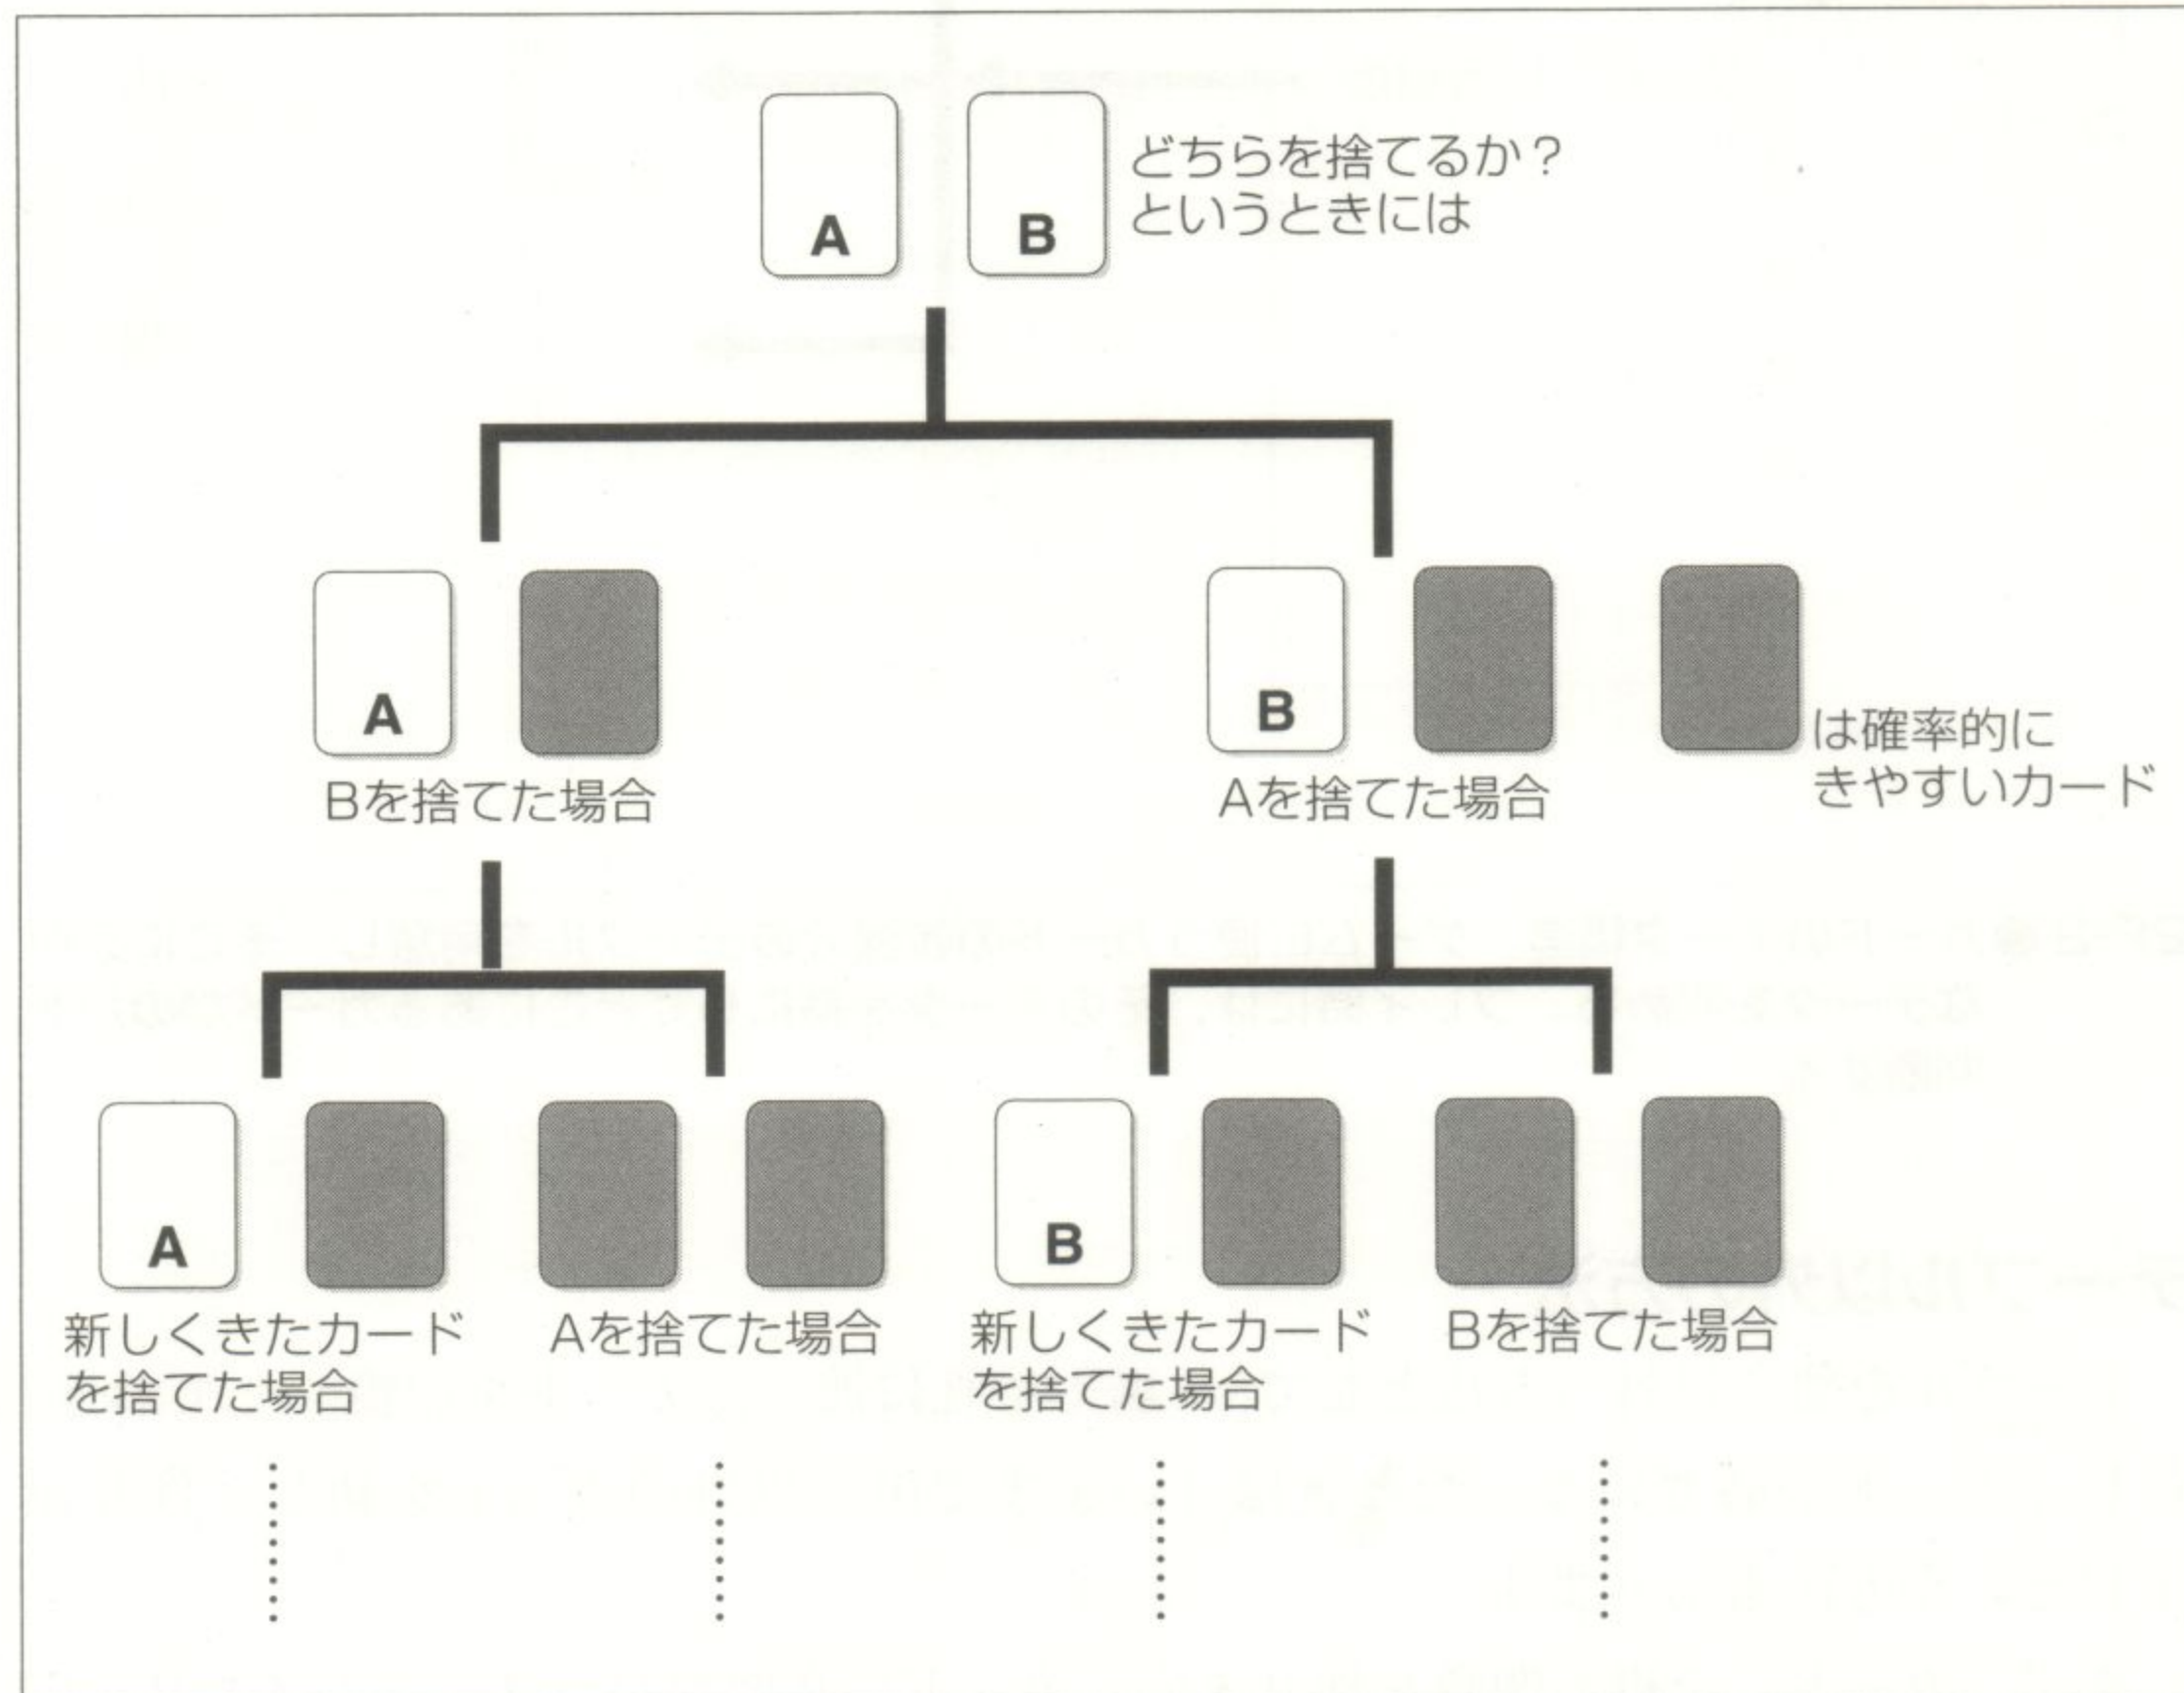 A
B
どちらを捨てるか？
というときには
A
B
は確率的に
きやすいカード
Bを捨てた場合
Aを捨てた場合
A
B
新しくきたカード
を捨てた場合
Aを捨てた場合
新しくきたカード
を捨てた場合
Bを捨てた場合